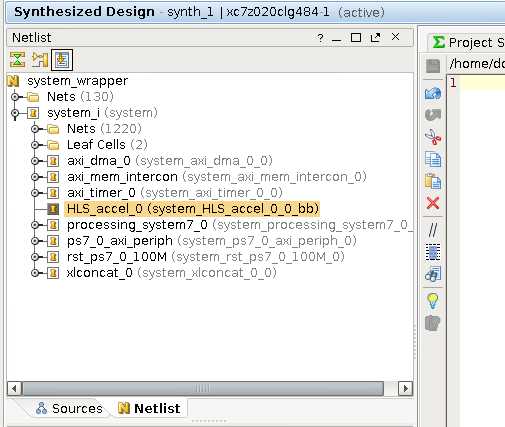 Synthesized Design - synth_1 | xc7z020clg484-1 (active)
Netlist
Project S
/home/do
1
system_wrapper
Nets (130)
system_i (system)
Nets (1220)
Leaf Cells (2)
axi_dma_0 (system_axi_dma_0_0)
axi_mem_intercon (system_axi_mem_intercon_0)
axi_timer_0 (system_axi_timer_0_0)
HLS_accel_0 (system_HLS_accel_0_0_bb)
processing_system7_0 (system_processing_system7_0_
ps7_0_axi_periph (system_ps7_0_axi_periph_0)
rst_ps7_0_100M (system_rst_ps7_0_100M_0)
xlconcat_0 (system_xlconcat_0_0)
Sources
Netlist